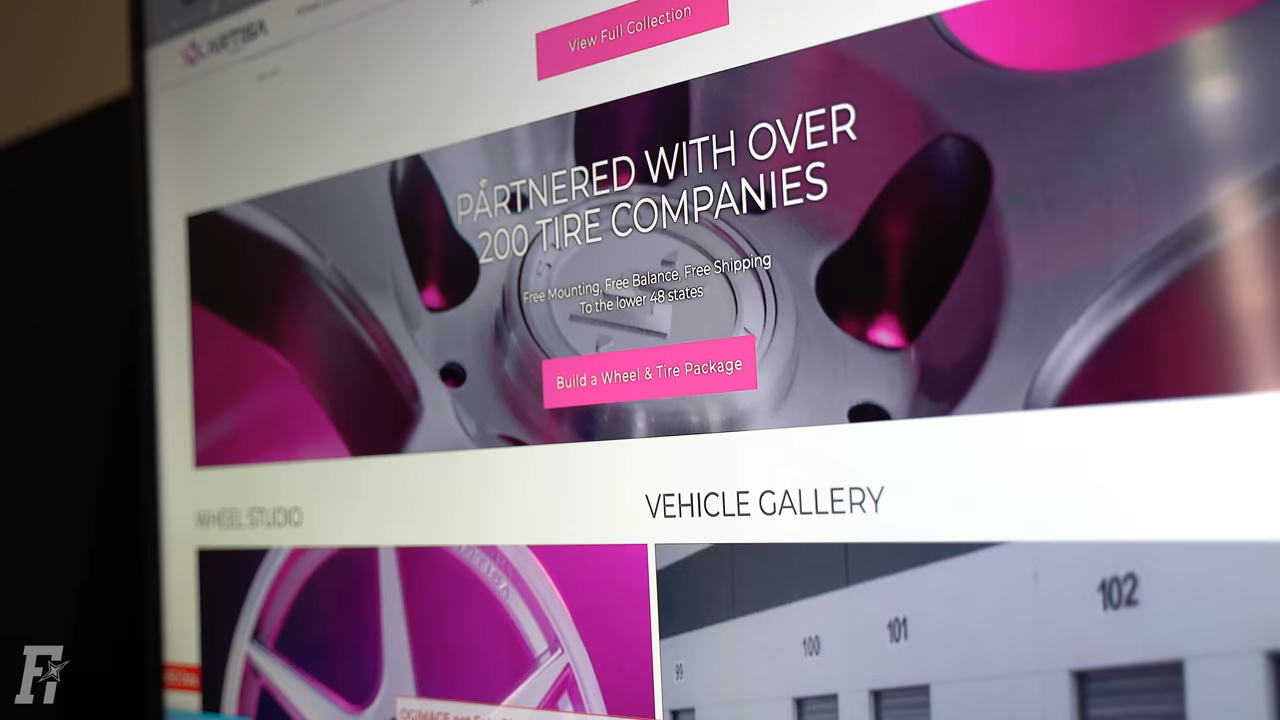 View Full Collection
PARTNERED WITH OVER
200 TIRE COMPANIES
Free Mounting, Free Balance, Free Shipping
To the lower 48 states
Build a Wheel & Tire Package
WHEEL STUDIO
VEHICLE GALLERY
99
100
101
102
Fi